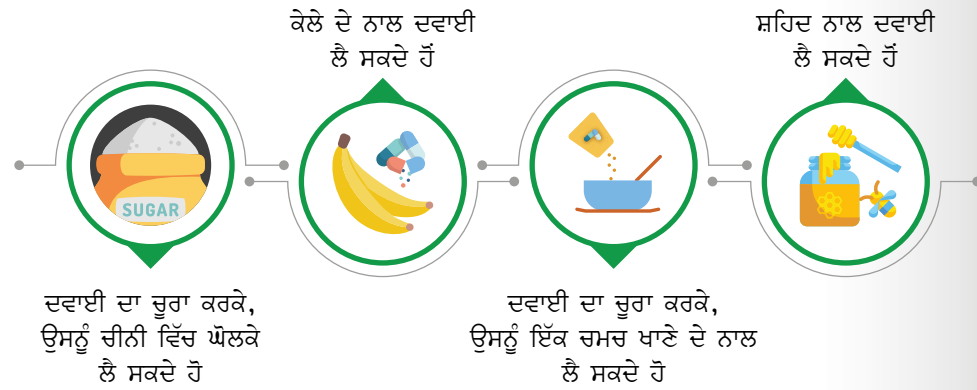 ਕੇਲੇ ਦੇ ਨਾਲ ਦਵਾਈ
ਲੈ ਸਕਦੇ ਹੋਂ
ਸ਼ਹਿਦ ਨਾਲ ਦਵਾਈ
ਲੈ ਸਕਦੇ ਹੋਂ
SUGAR
ਦਵਾਈ ਦਾ ਚੂਰਾ ਕਰਕੇ,
ਉਸਨੂੰ ਚੀਨੀ ਵਿੱਚ ਘੋਲਕੇ
ਲੈ ਸਕਦੇ ਹੋ
ਦਵਾਈ ਦਾ ਚੂਰਾ ਕਰਕੇ,
ਉਸਨੂੰ ਇੱਕ ਚਮਚ ਖਾਣੇ ਦੇ ਨਾਲ
ਲੈ ਸਕਦੇ ਹੋ